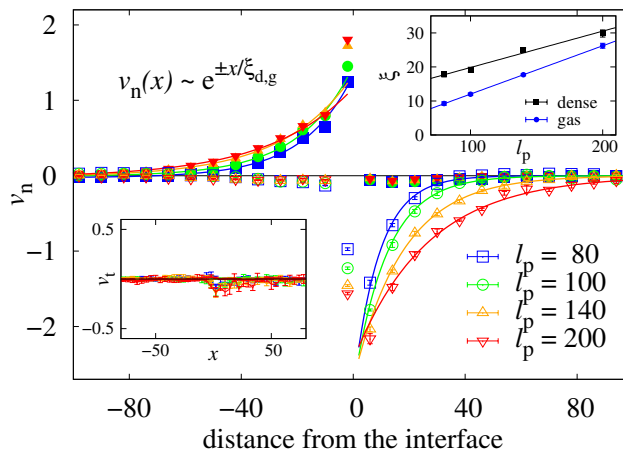 2
1
0
-1
-2
v_n
v_n(x) ~ e^{±x/ξ_{d,g}}
40
30
20
10
0
ξ
dense
gas
100
l_p
200
0.5
-0.5
v_t
-50
x
50
l_p = 80
l_p = 100
l_p = 140
l_p = 200
-80
-40
0
40
80
distance from the interface